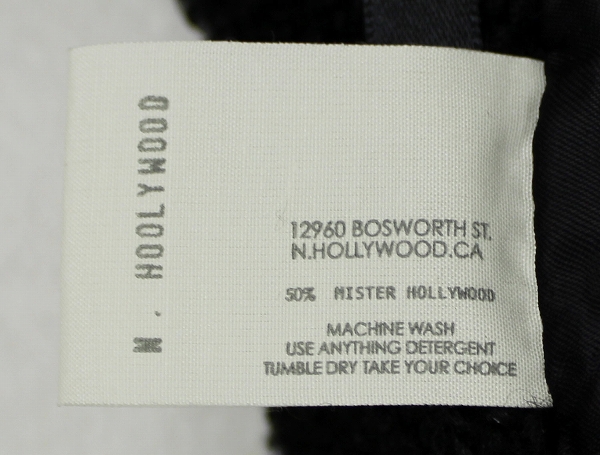 N. HOOLYWOOD
12960 BOSWORTH ST.
N.HOLLYWOOD.CA
50% MISTER HOLLYWOOD
MACHINE WASH
USE ANYTHING DETERGENT
TUMBLE DRY TAKE YOUR CHOICE